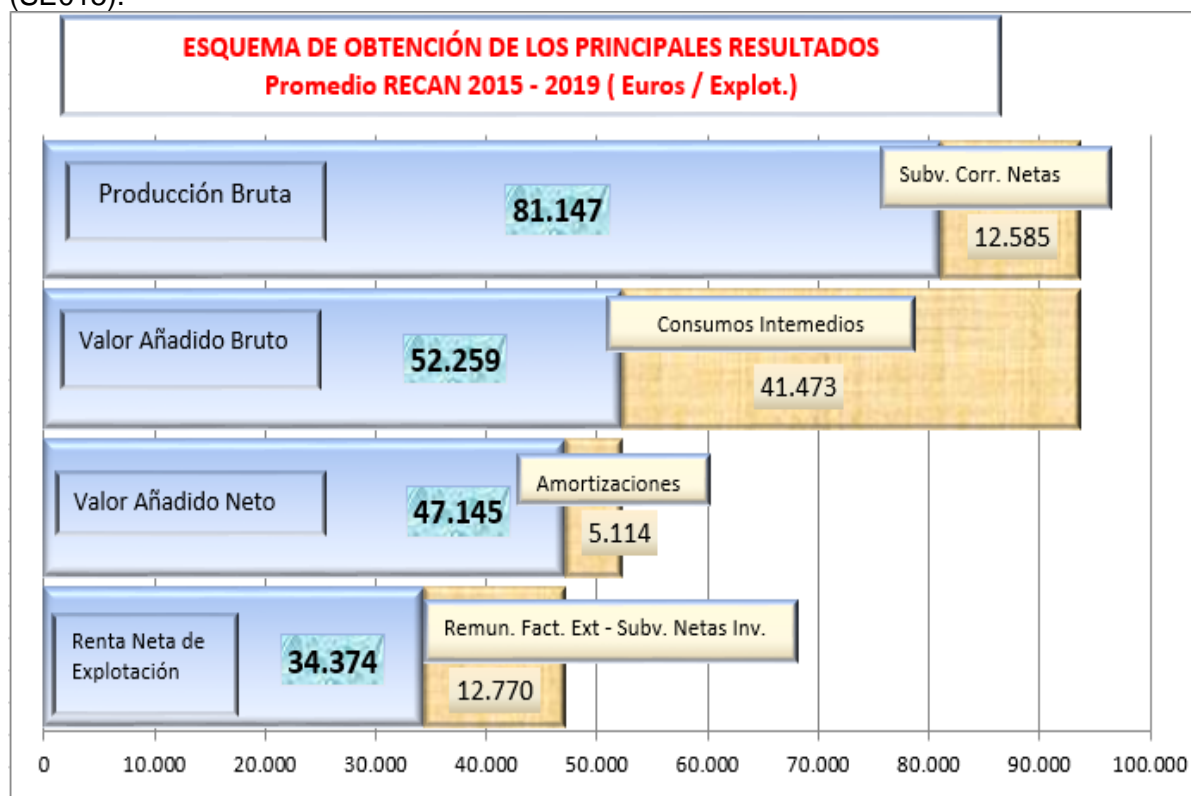 (SE015).
ESQUEMA DE OBTENCIÓN DE LOS PRINCIPALES RESULTADOS
Promedio RECAN 2015 - 2019 ( Euros / Explot.)
Producción Bruta
81.147
Subv. Corr. Netas
12.585
Valor Añadido Bruto
52.259
Consumos Intemedios
41.473
Valor Añadido Neto
47.145
Amortizaciones
5.114
Renta Neta de
Explotación
34.374
Remun. Fact. Ext - Subv. Netas Inv.
12.770
0 10.000 20.000 30.000 40.000 50.000 60.000 70.000 80.000 90.000 100.000